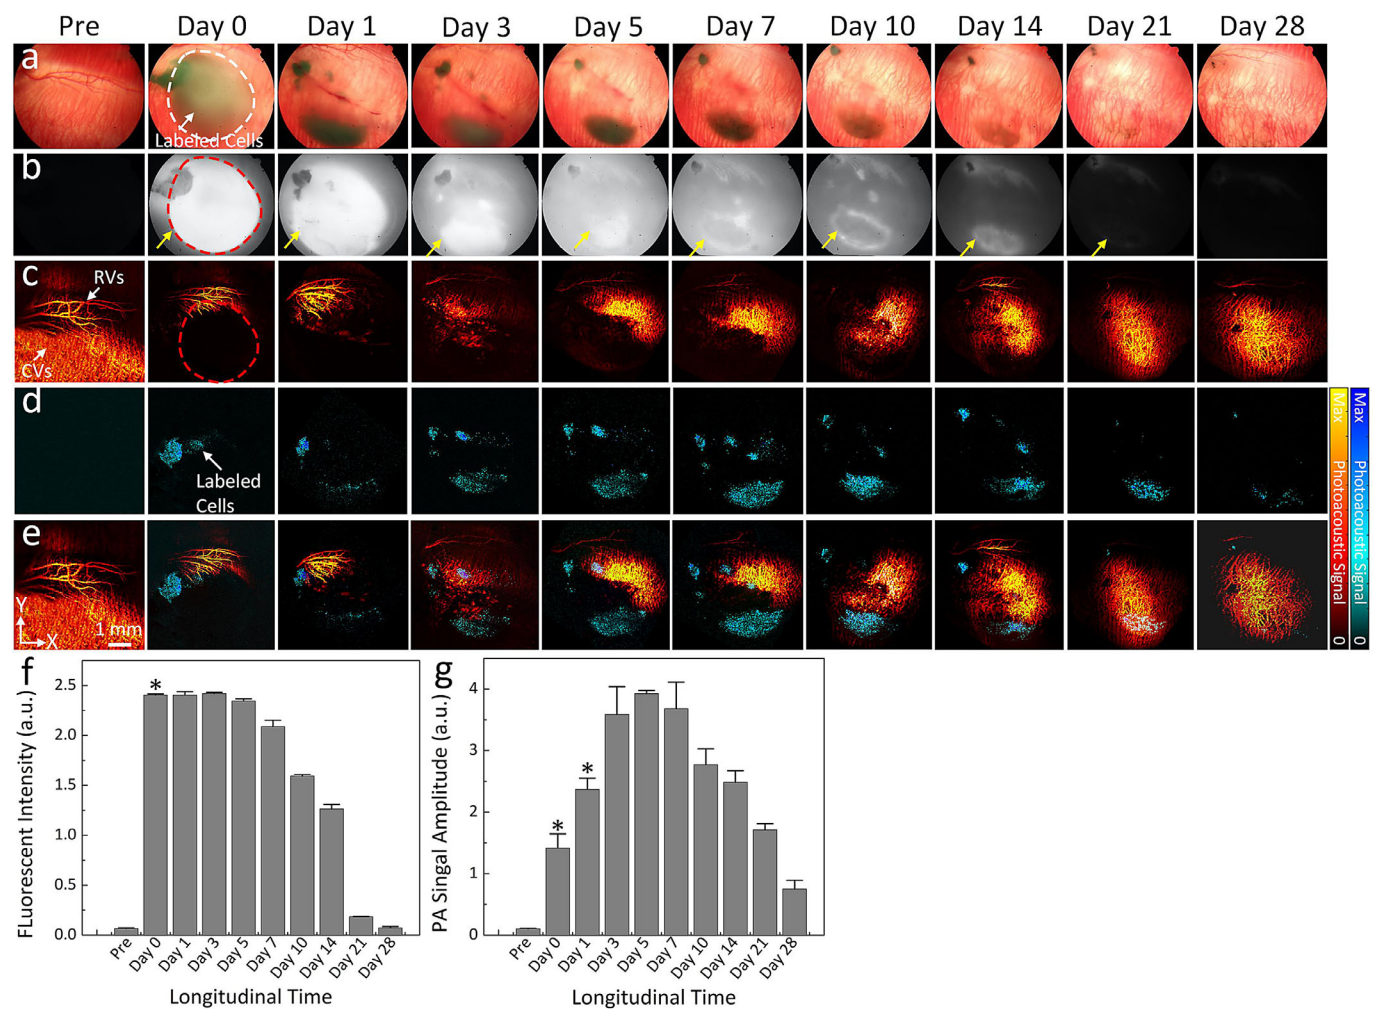 Pre Day 0 Day 1 Day 3 Day 5 Day 7 Day 10 Day 14 Day 21 Day 28
a
Labeled Cells
b
c
RVs
CVs
d
Labeled
Cells
e
Y
X
1 mm
Max
Photoacoustic Signal
0
Max
Photoacoustic Signal
0
f
FLuorescent Intensity (a.u.)
2.5
2.0
1.5
1.0
0.5
0.0
*
Pre Day 0 Day 1 Day 3 Day 5 Day 7 Day 10 Day 14 Day 21 Day 28
Longitudinal Time
g
PA Singal Amplitude (a.u.)
4
3
2
1
0
*
*
Pre Day 0 Day 1 Day 3 Day 5 Day 7 Day 10 Day 14 Day 21 Day 28
Longitudinal Time